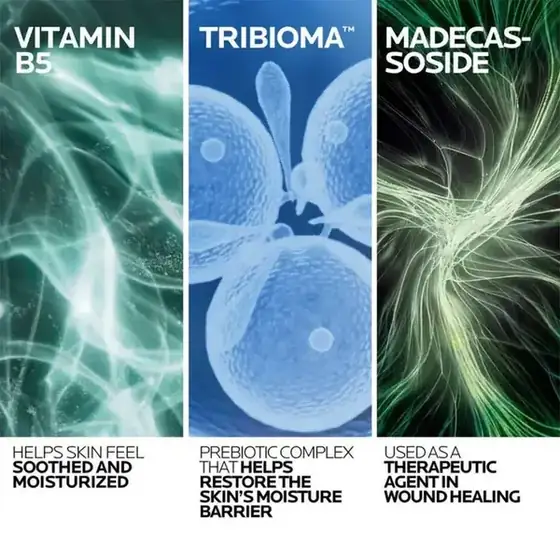 VITAMIN
B5
HELPS SKIN FEEL
SOOTHED AND
MOISTURIZED
TRIBIOMA™
PREBIOTIC COMPLEX
THAT HELPS
RESTORE THE
SKIN'S MOISTURE
BARRIER
MADECAS-
SOSIDE
USED AS A
THERAPEUTIC
AGENT IN
WOUND HEALING